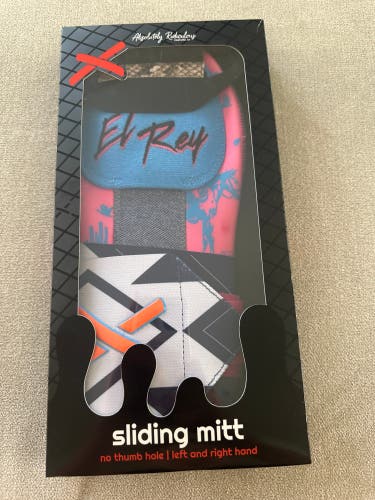 Absolutely Ridiculous
El Rey
sliding mitt
no thumb hole | left and right hand